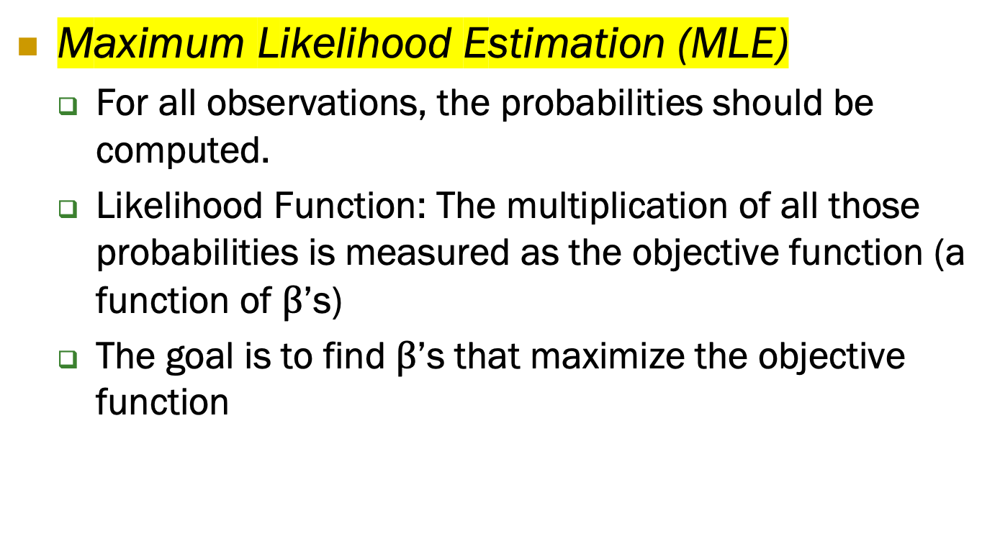 Maximum Likelihood Estimation (MLE)
For all observations, the probabilities should be
computed.
Likelihood Function: The multiplication of all those
probabilities is measured as the objective function (a
function of β’s)
The goal is to find β’s that maximize the objective
function